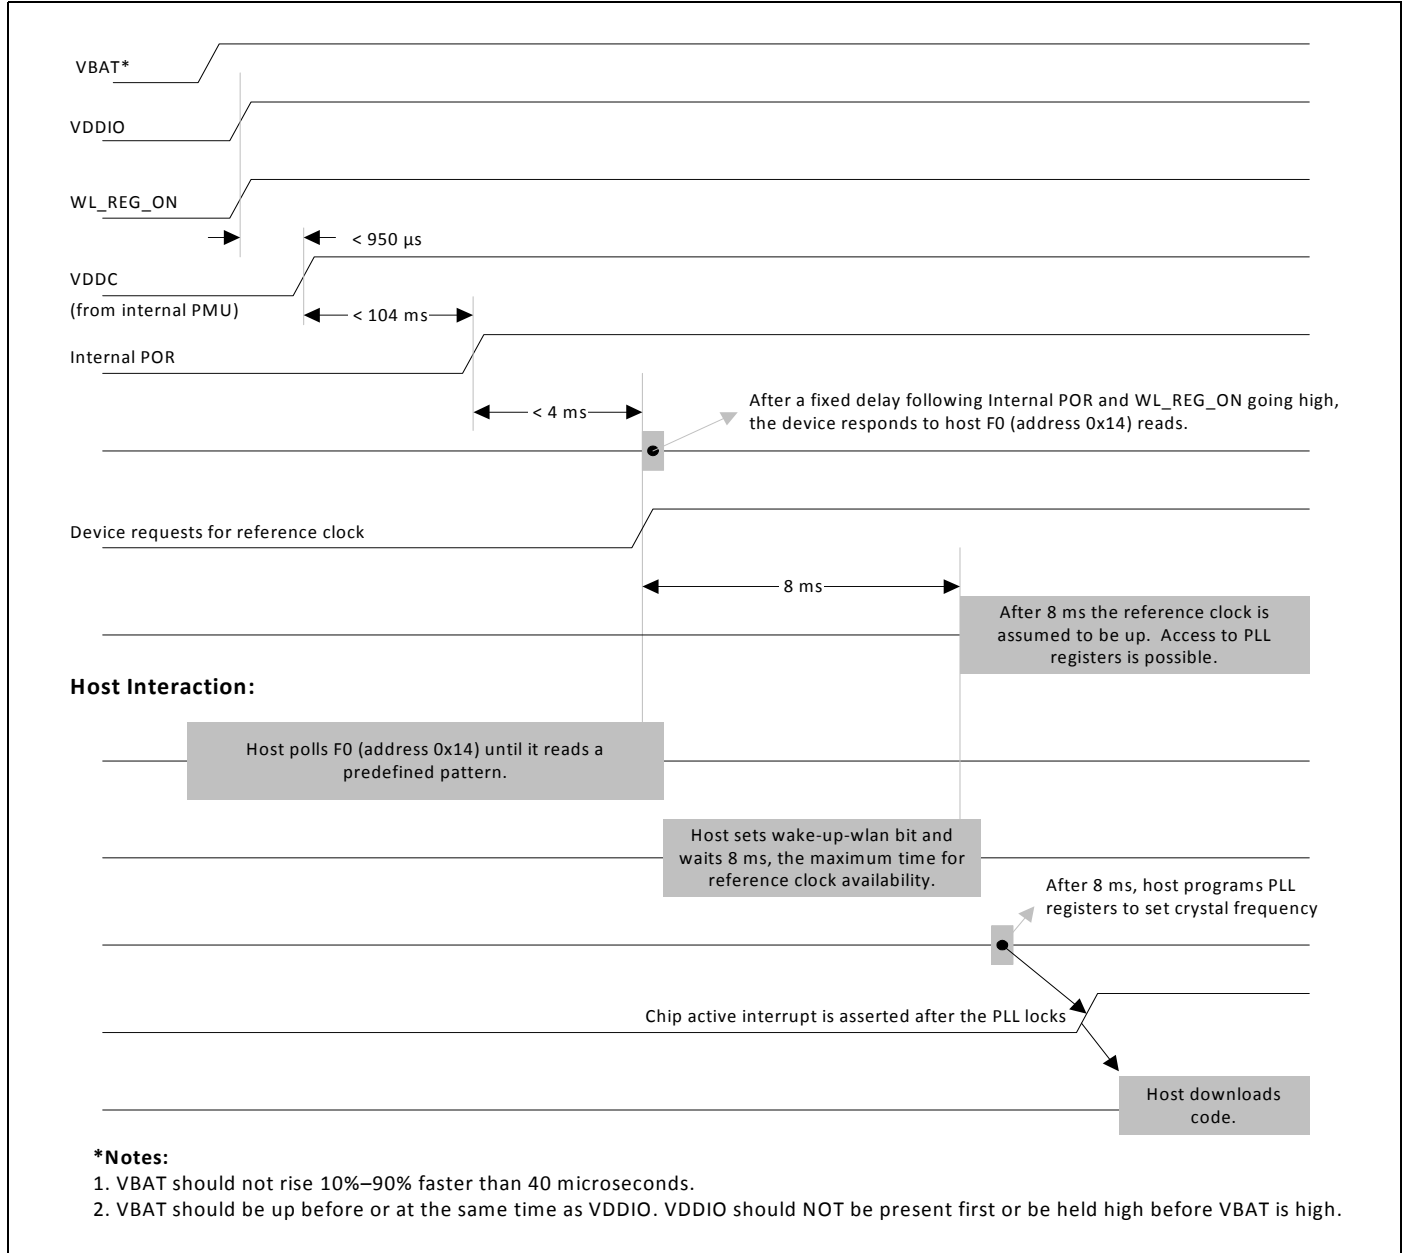 VBAT*
VDDIO
WL_REG_ON
< 950 µs
VDDC
(from internal PMU)
< 104 ms
Internal POR
< 4 ms
After a fixed delay following Internal POR and WL_REG_ON going high,
the device responds to host F0 (address 0x14) reads.
Device requests for reference clock
8 ms
After 8 ms the reference clock is
assumed to be up. Access to PLL
registers is possible.
Host Interaction:
Host polls F0 (address 0x14) until it reads a
predefined pattern.
Host sets wake-up-wlan bit and
waits 8 ms, the maximum time for
reference clock availability.
After 8 ms, host programs PLL
registers to set crystal frequency
Chip active interrupt is asserted after the PLL locks
Host downloads
code.
*Notes:
1. VBAT should not rise 10%–90% faster than 40 microseconds.
2. VBAT should be up before or at the same time as VDDIO. VDDIO should NOT be present first or be held high before VBAT is high.